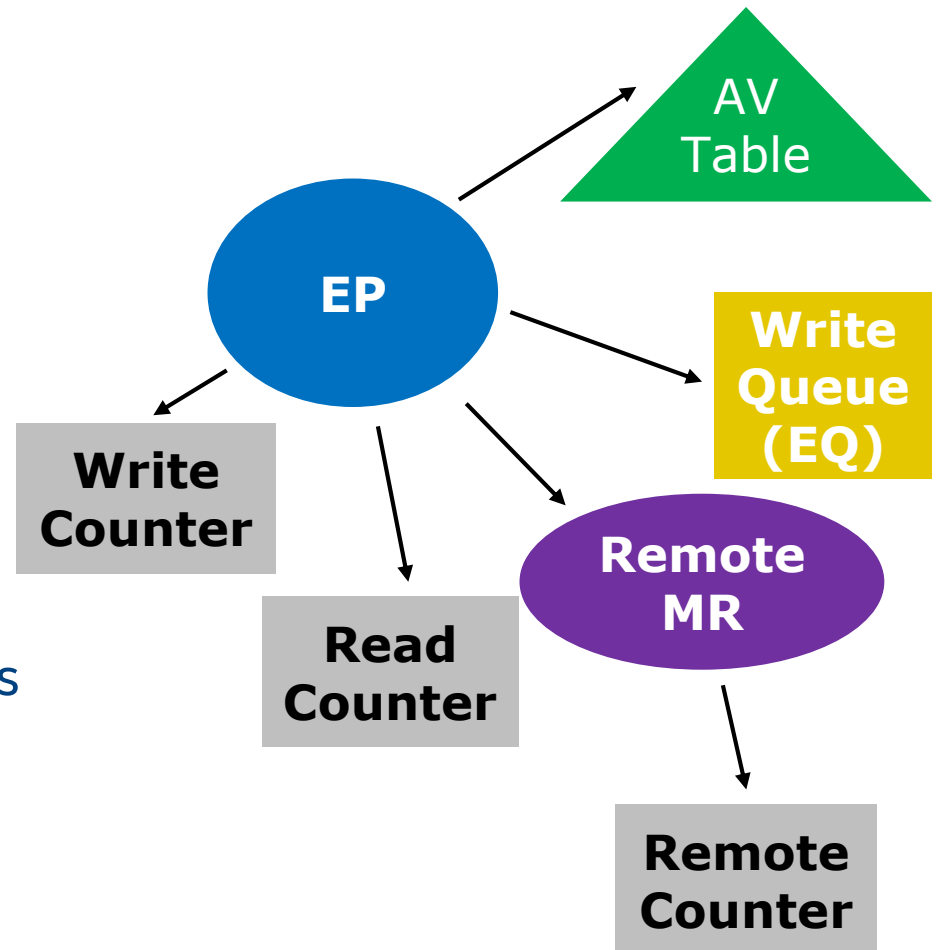 AV
Table
EP
Write
Queue
(EQ)
Write
Counter
Remote
MR
Read
Counter
s
Remote
Counter